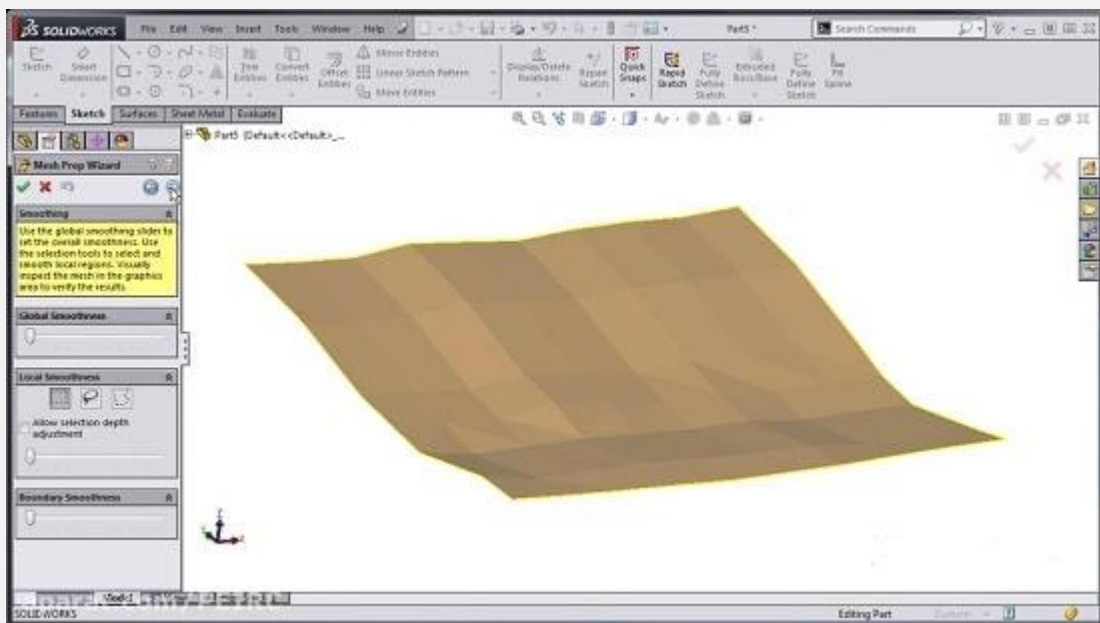 SOLIDWORKS File Edit View Insert Tools Window Help Part5 * Search Commands
Sketch Smart Dimension Trim Entities Convert Entities Offset Entities Mirror Entities
Linear Sketch Pattern
Move Entities
Display/Delete Relations Repair Sketch Quick Snaps Rapid Sketch Fully Define Sketch Extruded Boss/Base Fully Define Sketch Fit Spline
Features Sketch Surfaces Sheet Metal Evaluate
Part5 (Default<<Default>_...
Mesh Prep Wizard
Smoothing
Use the global smoothing slider to
set the overall smoothness. Use
the selection tools to select and
smooth local regions. Visually
inspect the mesh in the graphics
area to verify the results.
Global Smoothness
Local Smoothness
Allow selection depth
adjustment
Boundary Smoothness
Model
SOLIDWORKS Editing Part Custom